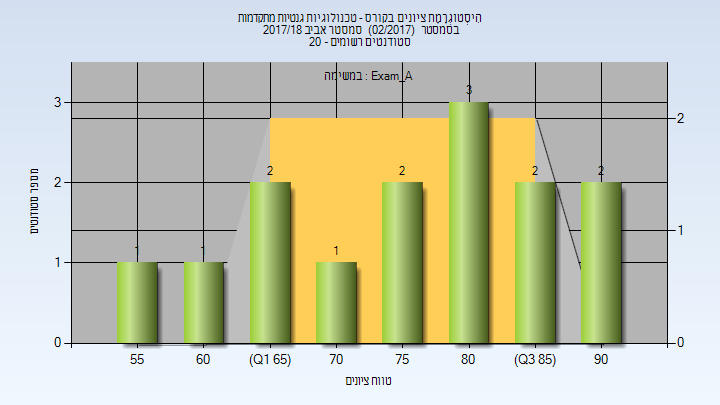 הִיסְטוֹגְרָמַת ציונים בקורס - טכנולוגיות גנטיות מתקדמות
בסמסטר (02/2017) סמסטר אביב 2017/18
סטודנטים רשומים - 20
במשימה : Exam_A
מספר סטודנטים
3
2
1
0
2
1
0
1
1
2
1
2
3
2
2
55
60
(Q1 65)
70
75
80
(Q3 85)
90
טווח ציונים